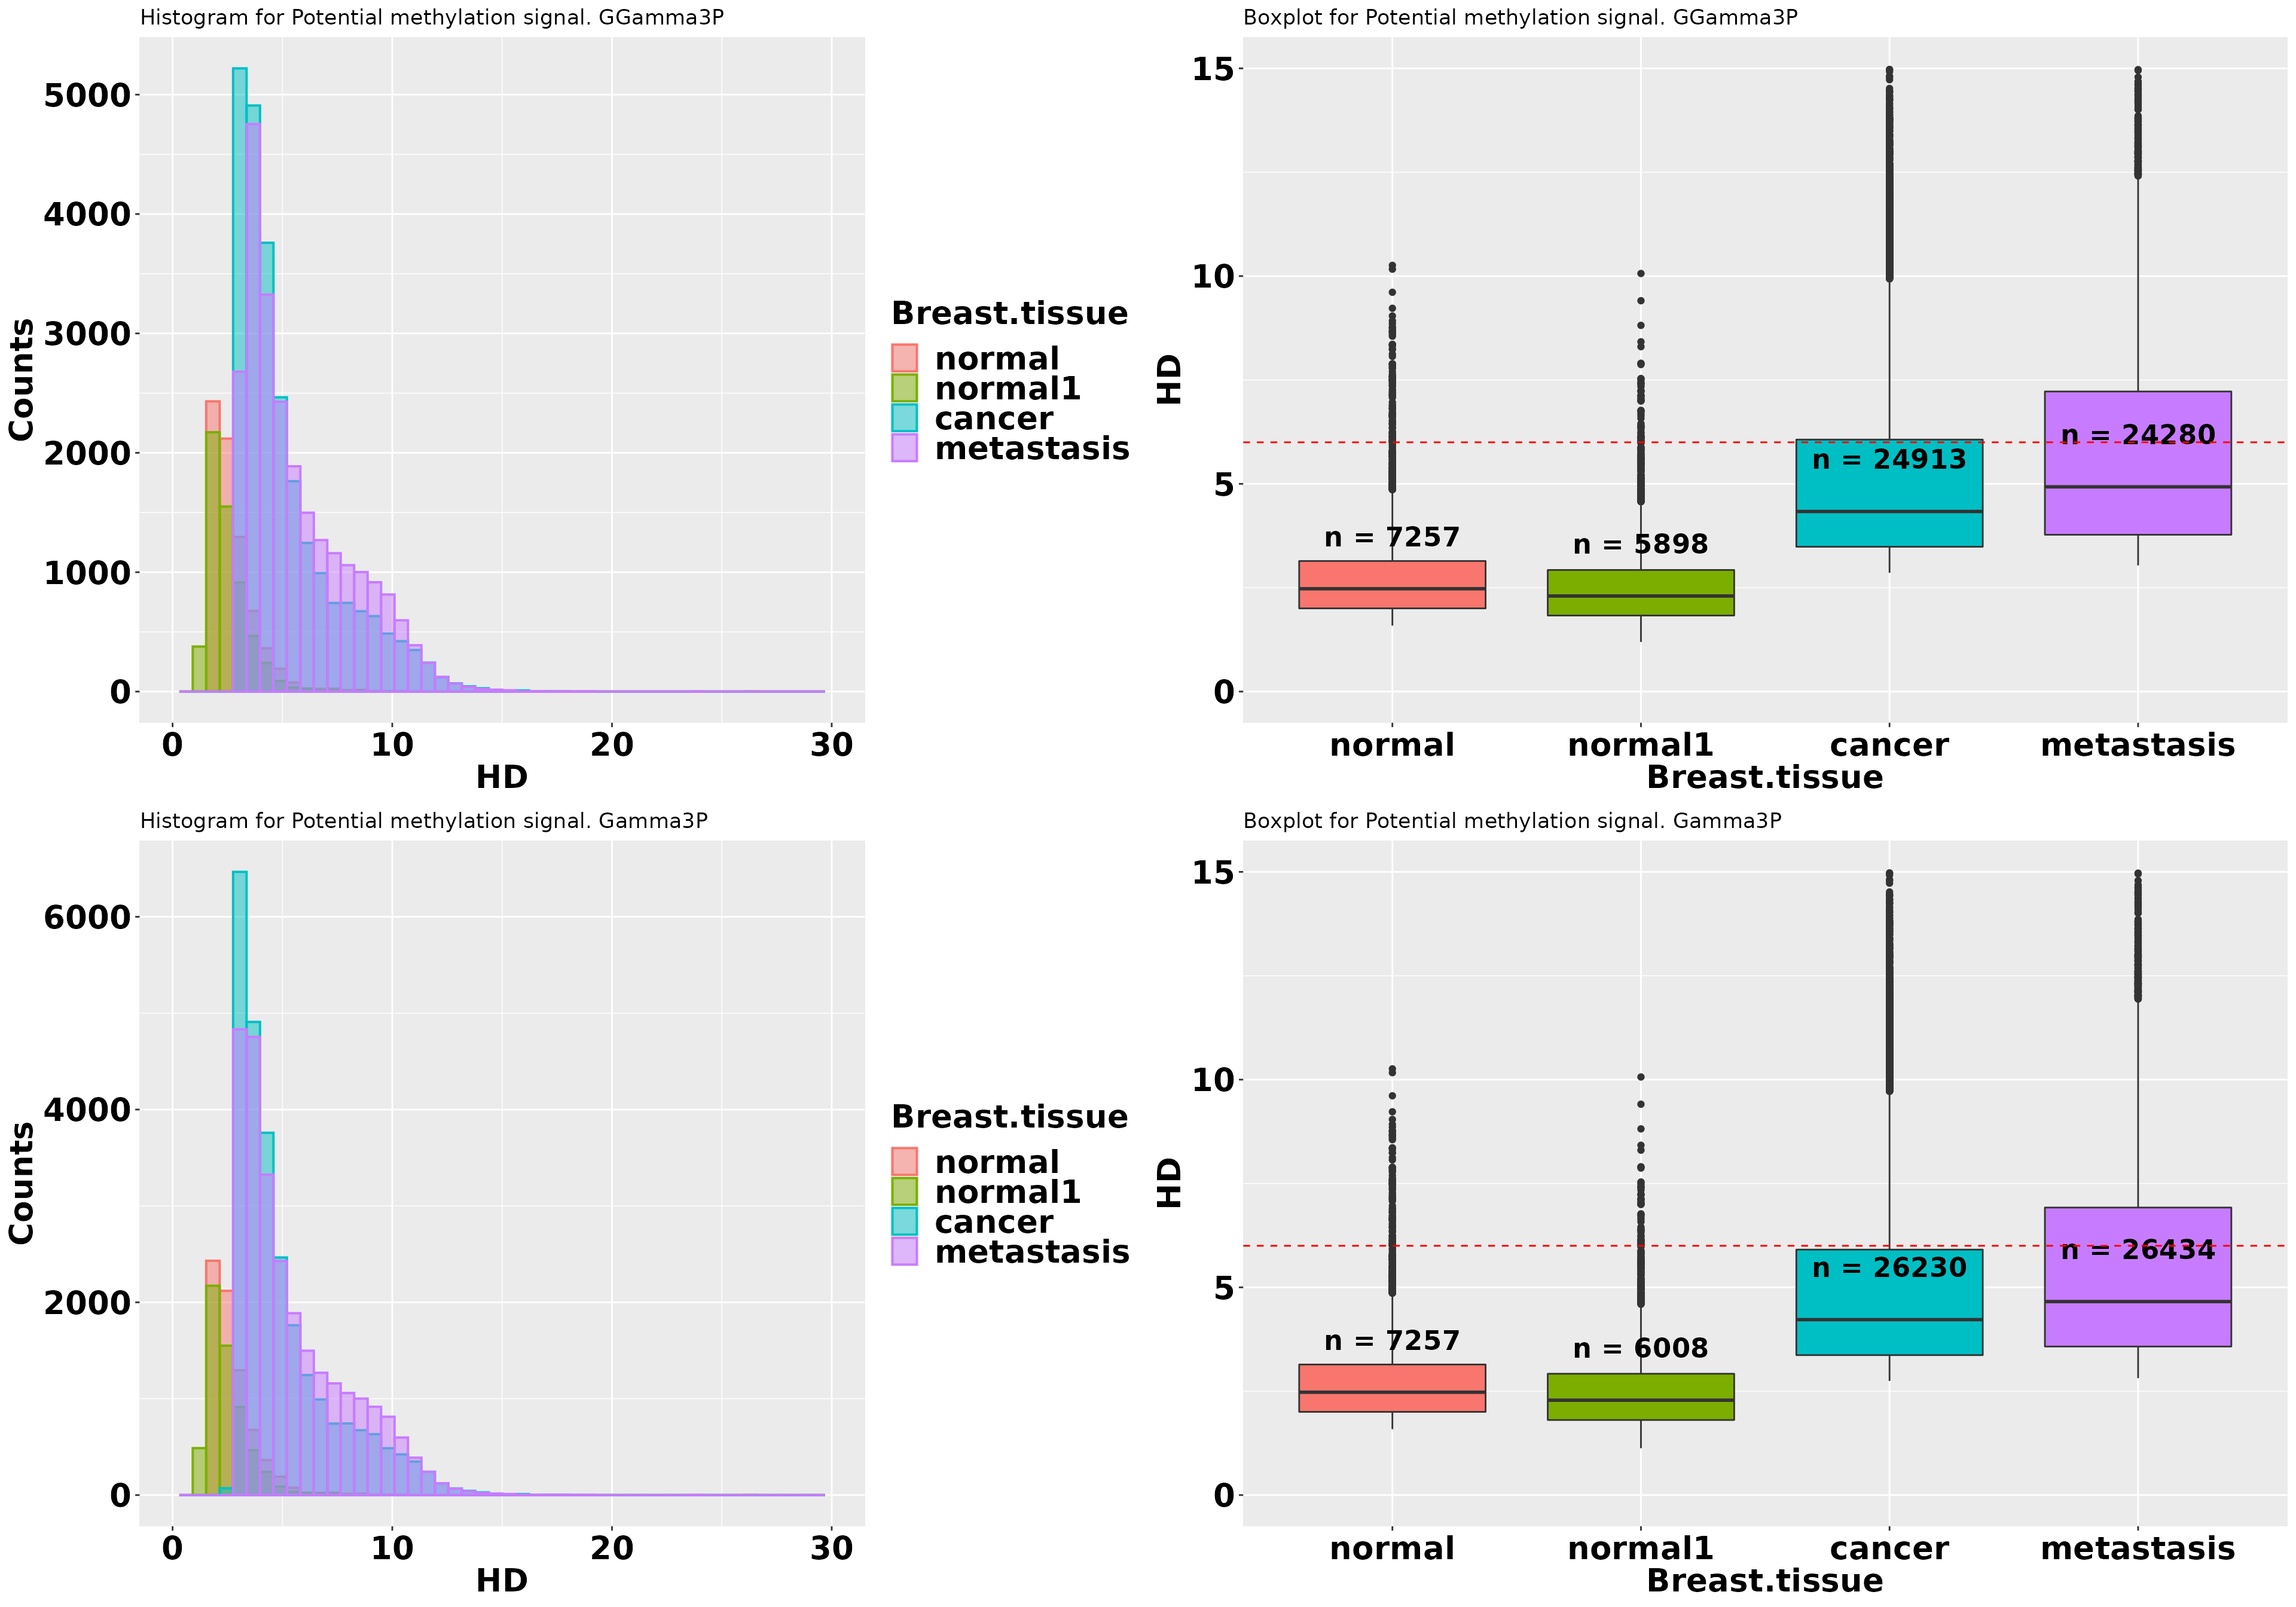 Histogram for Potential methylation signal. GGamma3P
5000
4000
3000
2000
1000
0
Counts
0 10 20 30
HD
Breast.tissue
normal
normal1
cancer
metastasis
Boxplot for Potential methylation signal. GGamma3P
15
10
5
0
HD
n = 7257
n = 5898
n = 24913
n = 24280
normal normal1 cancer metastasis
Breast.tissue
Histogram for Potential methylation signal. Gamma3P
6000
4000
2000
0
Counts
0 10 20 30
HD
Breast.tissue
normal
normal1
cancer
metastasis
Boxplot for Potential methylation signal. Gamma3P
15
10
5
0
HD
n = 7257
n = 6008
n = 26230
n = 26434
normal normal1 cancer metastasis
Breast.tissue